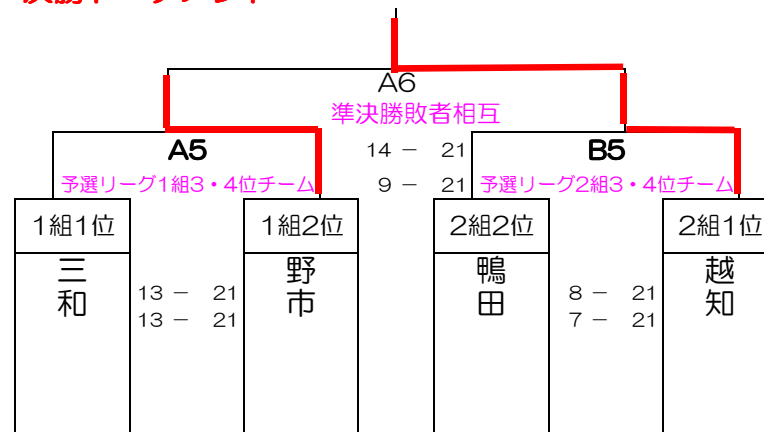 A6
準決勝敗者相互
A5
14 － 21
B5
予選リーグ1組3・4位チーム
9 － 21
予選リーグ2組3・4位チーム
1組1位
1組2位
2組2位
2組1位
三和
13 － 21
13 － 21
野市
鴨田
8 － 21
7 － 21
越知